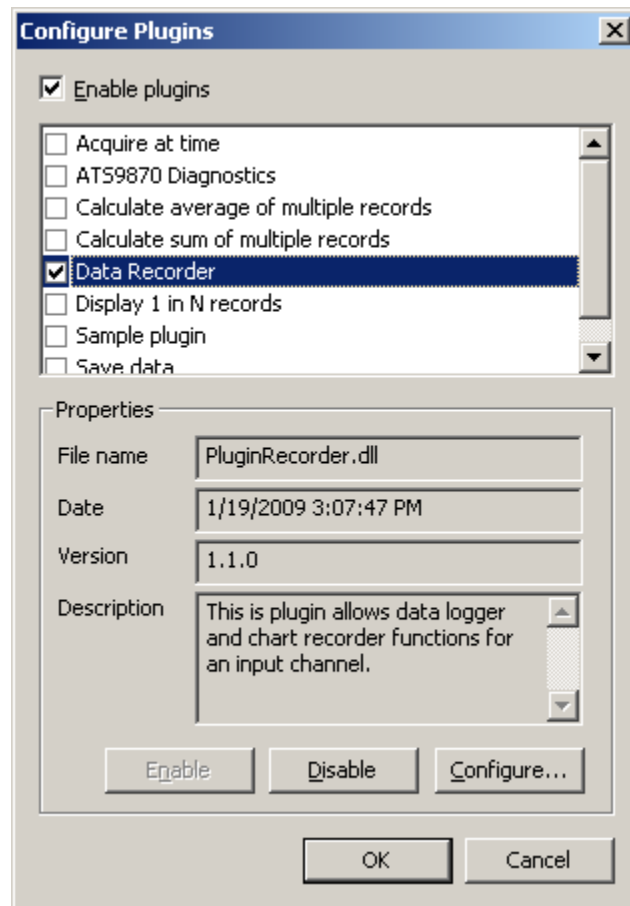 Configure Plugins
Enable plugins
Acquire at time
ATS9870 Diagnostics
Calculate average of multiple records
Calculate sum of multiple records
Data Recorder
Display 1 in N records
Sample plugin
Save data
Properties
File name
PluginRecorder.dll
Date
1/19/2009 3:07:47 PM
Version
1.1.0
Description
This is plugin allows data logger
and chart recorder functions for
an input channel.
Enable
Disable
Configure...
OK
Cancel